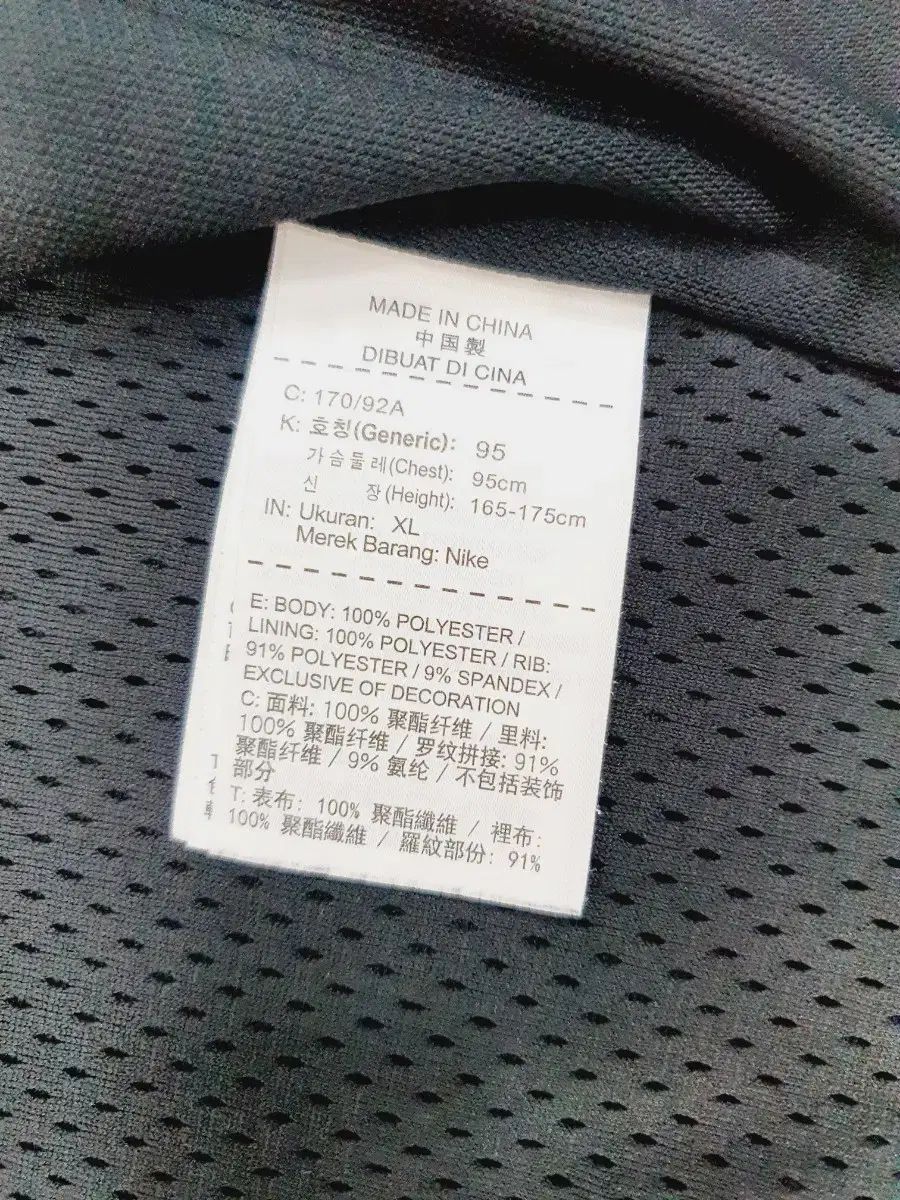 MADE IN CHINA
中国製
DIBUAT DI CINA
C: 170/92A
K: 호칭(Generic): 95
가슴둘레(Chest): 95cm
신 장(Height): 165-175cm
IN: Ukuran: XL
Merek Barang: Nike
E: BODY: 100% POLYESTER /
LINING: 100% POLYESTER / RIB:
91% POLYESTER / 9% SPANDEX /
EXCLUSIVE OF DECORATION
C: 面料: 100% 聚酯纤维 / 里料:
100% 聚酯纤维 / 罗纹拼接: 91%
聚酯纤维 / 9% 氨纶 / 不包括装饰
部分
T: 表布: 100% 聚酯纖維 / 裡布:
100% 聚酯纖維 / 羅紋部份: 91%